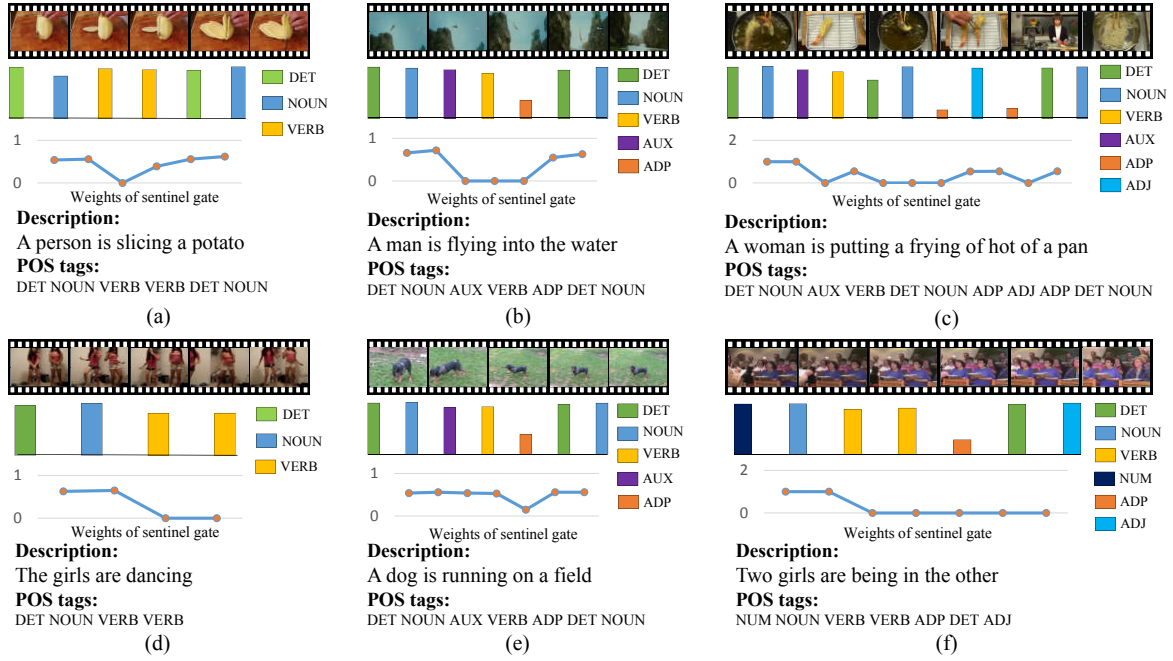 DET
NOUN
VERB
1
0
Weights of sentinel gate
Description:
A person is slicing a potato
POS tags:
DET NOUN VERB VERB DET NOUN
(a)
DET
NOUN
VERB
AUX
ADP
1
0
Weights of sentinel gate
Description:
A man is flying into the water
POS tags:
DET NOUN AUX VERB ADP DET NOUN
(b)
DET
NOUN
VERB
AUX
ADP
ADJ
2
0
Weights of sentinel gate
Description:
A woman is putting a frying of hot of a pan
POS tags:
DET NOUN AUX VERB DET NOUN ADP ADJ ADP DET NOUN
(c)
DET
NOUN
VERB
1
0
Weights of sentinel gate
Description:
The girls are dancing
POS tags:
DET NOUN VERB VERB
(d)
DET
NOUN
VERB
AUX
ADP
1
0
Weights of sentinel gate
Description:
A dog is running on a field
POS tags:
DET NOUN AUX VERB ADP DET NOUN
(e)
DET
NOUN
VERB
NUM
ADP
ADJ
2
0
Weights of sentinel gate
Description:
Two girls are being in the other
POS tags:
NUM NOUN VERB VERB ADP DET ADJ
(f)